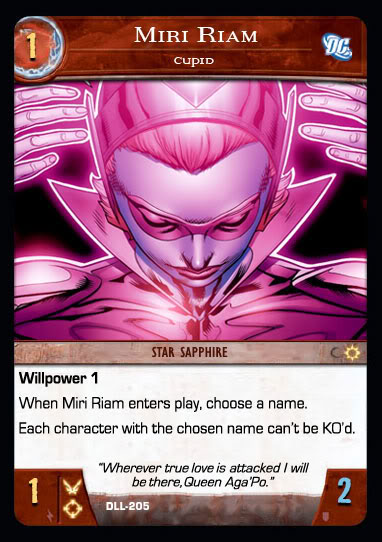 1
Miri Riam
Cupid
DC
STAR SAPPHIRE
C
Willpower 1
When Miri Riam enters play, choose a name.
Each character with the chosen name can't be KO'd.
"Wherever true love is attacked I will
be there, Queen Aga'Po."
1
DLL-205
2